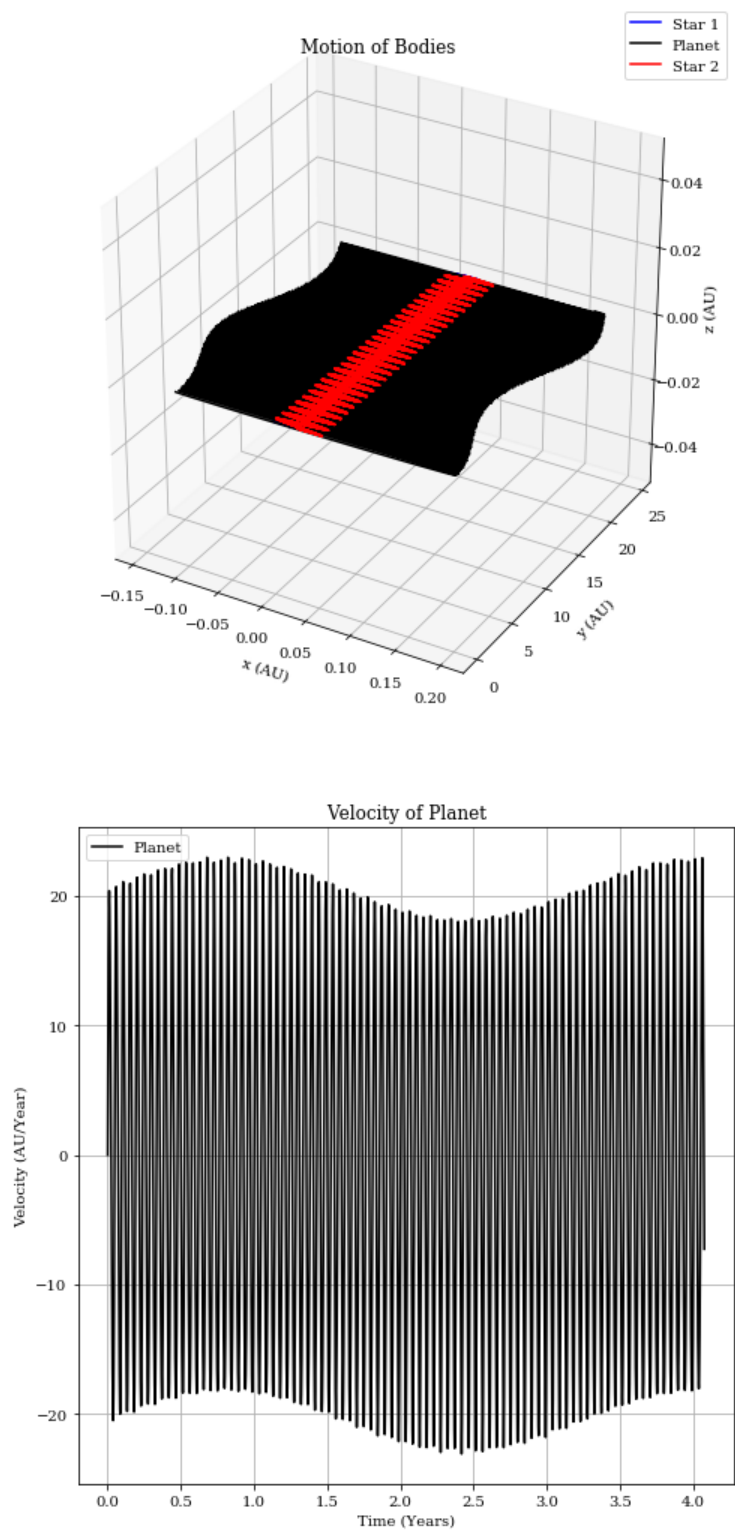 Motion of Bodies
Star 1
Planet
Star 2
0.04
0.02
0.00
−0.02
−0.04
z (AU)
25
20
15
10
5
0
y (AU)
−0.15
−0.10
−0.05
0.00
0.05
0.10
0.15
0.20
x (AU)
Velocity of Planet
Planet
20
10
0
−10
−20
Velocity (AU/Year)
0.0 0.5 1.0 1.5 2.0 2.5 3.0 3.5 4.0
Time (Years)